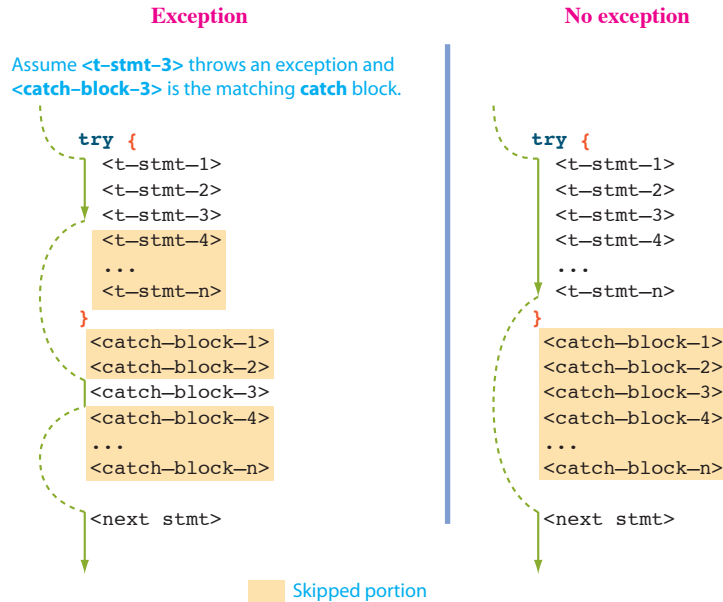 Exception
Assume <t–stmt–3> throws an exception and
<catch–block–3> is the matching catch block.
try {
<t–stmt–1>
<t–stmt–2>
<t–stmt–3>
<t–stmt–4>
...
<t–stmt–n>
}
<catch–block–1>
<catch–block–2>
<catch–block–3>
<catch–block–4>
...
<catch–block–n>
<next stmt>
No exception
try {
<t–stmt–1>
<t–stmt–2>
<t–stmt–3>
<t–stmt–4>
...
<t–stmt–n>
}
<catch–block–1>
<catch–block–2>
<catch–block–3>
<catch–block–4>
...
<catch–block–n>
<next stmt>
Skipped portion